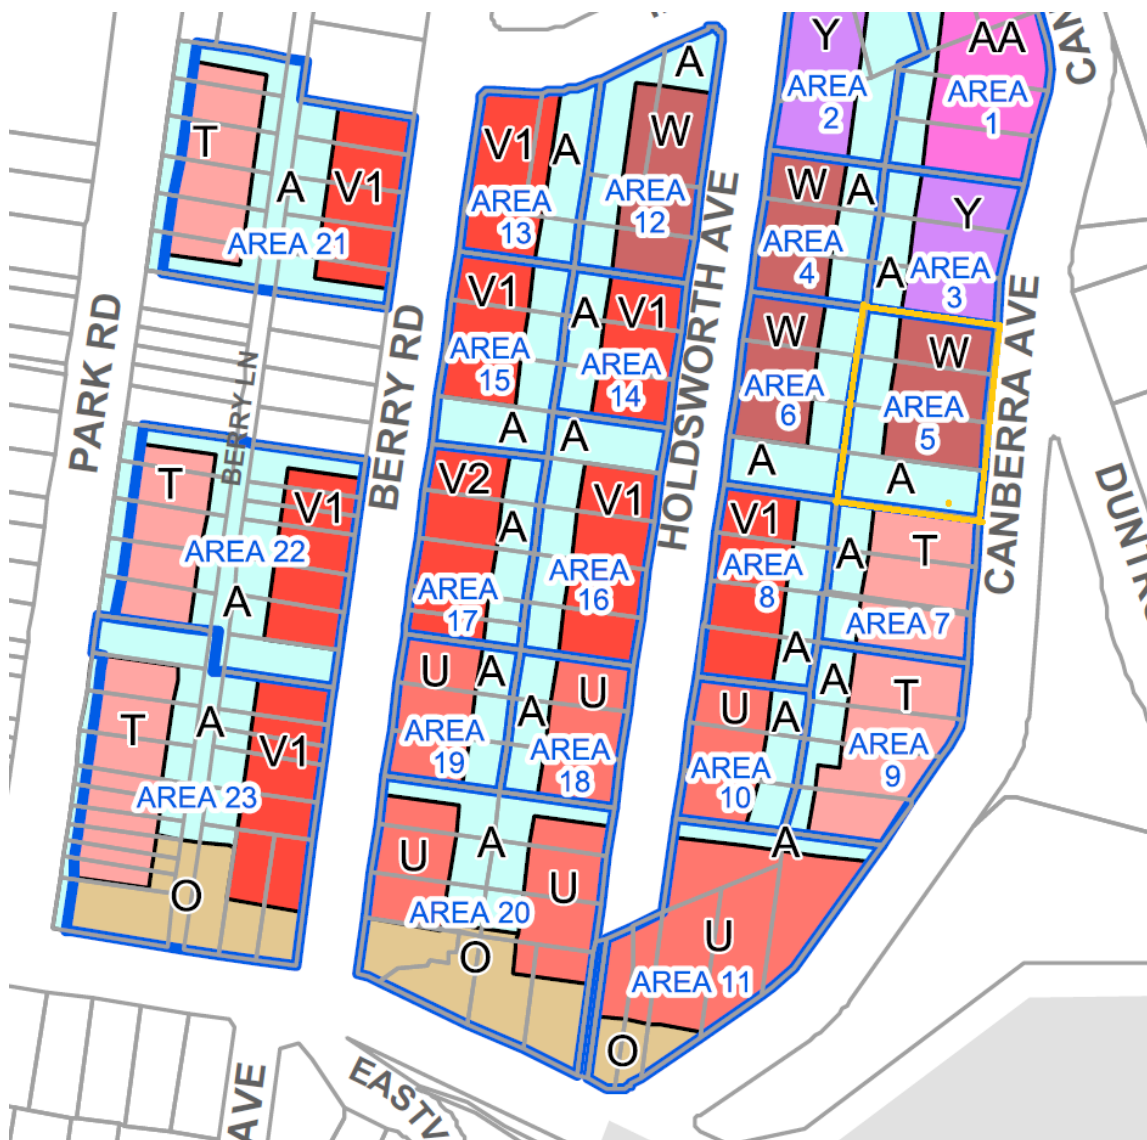 CAN
A
Y
AA
AREA
2
AREA
1
T
V1
A
W
A
V1
AREA 21
AREA
13
AREA
12
W
A
Y
AREA
4
A
AREA
3
PARK RD
BERRY RD
HOLDSWORTH AVE
CANBERRA AVE
BERRY LN
V1
A
V1
AREA
15
AREA
14
W
W
AREA
6
AREA
5
A
A
A
A
T
V1
AREA 22
A
V2
A
V1
AREA
17
AREA
16
V1
AREA
8
A
T
AREA 7
A
DUNTR
T
A
V1
AREA 23
O
U
A
A
U
AREA
19
AREA
18
U
A
A
T
AREA
10
AREA
9
U
A
U
AREA 20
O
A
U
AREA 11
O
AVE
EASTV